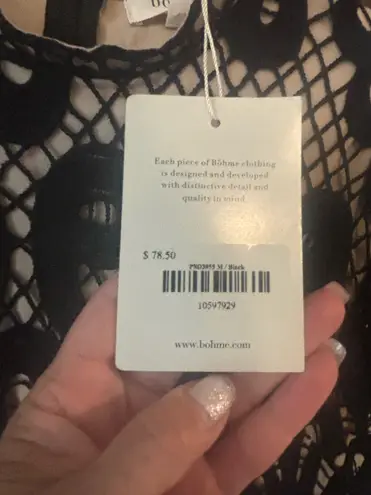 Each piece of Böhme clothing
is designed and developed
with distinctive detail and
quality in mind.
$ 78.50
M / Black
10597929
www.bohme.com